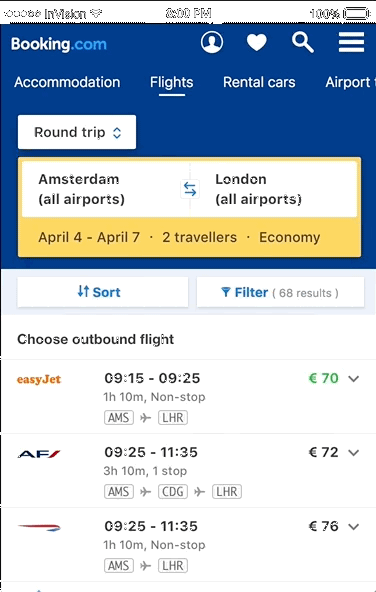 InVision 8:00 PM 100%
Booking.com
Accommodation Flights Rental cars Airport
Round trip
Amsterdam London
(all airports) (all airports)
April 4 - April 7 · 2 travellers · Economy
Sort Filter ( 68 results )
Choose outbound flight
easyJet 09:15 - 09:25 € 70
1h 10m, Non-stop
AMS LHR
AF 09:25 - 11:35 € 72
3h 10m, 1 stop
AMS CDG LHR
09:25 - 11:35 € 76
1h 10m, Non-stop
AMS LHR